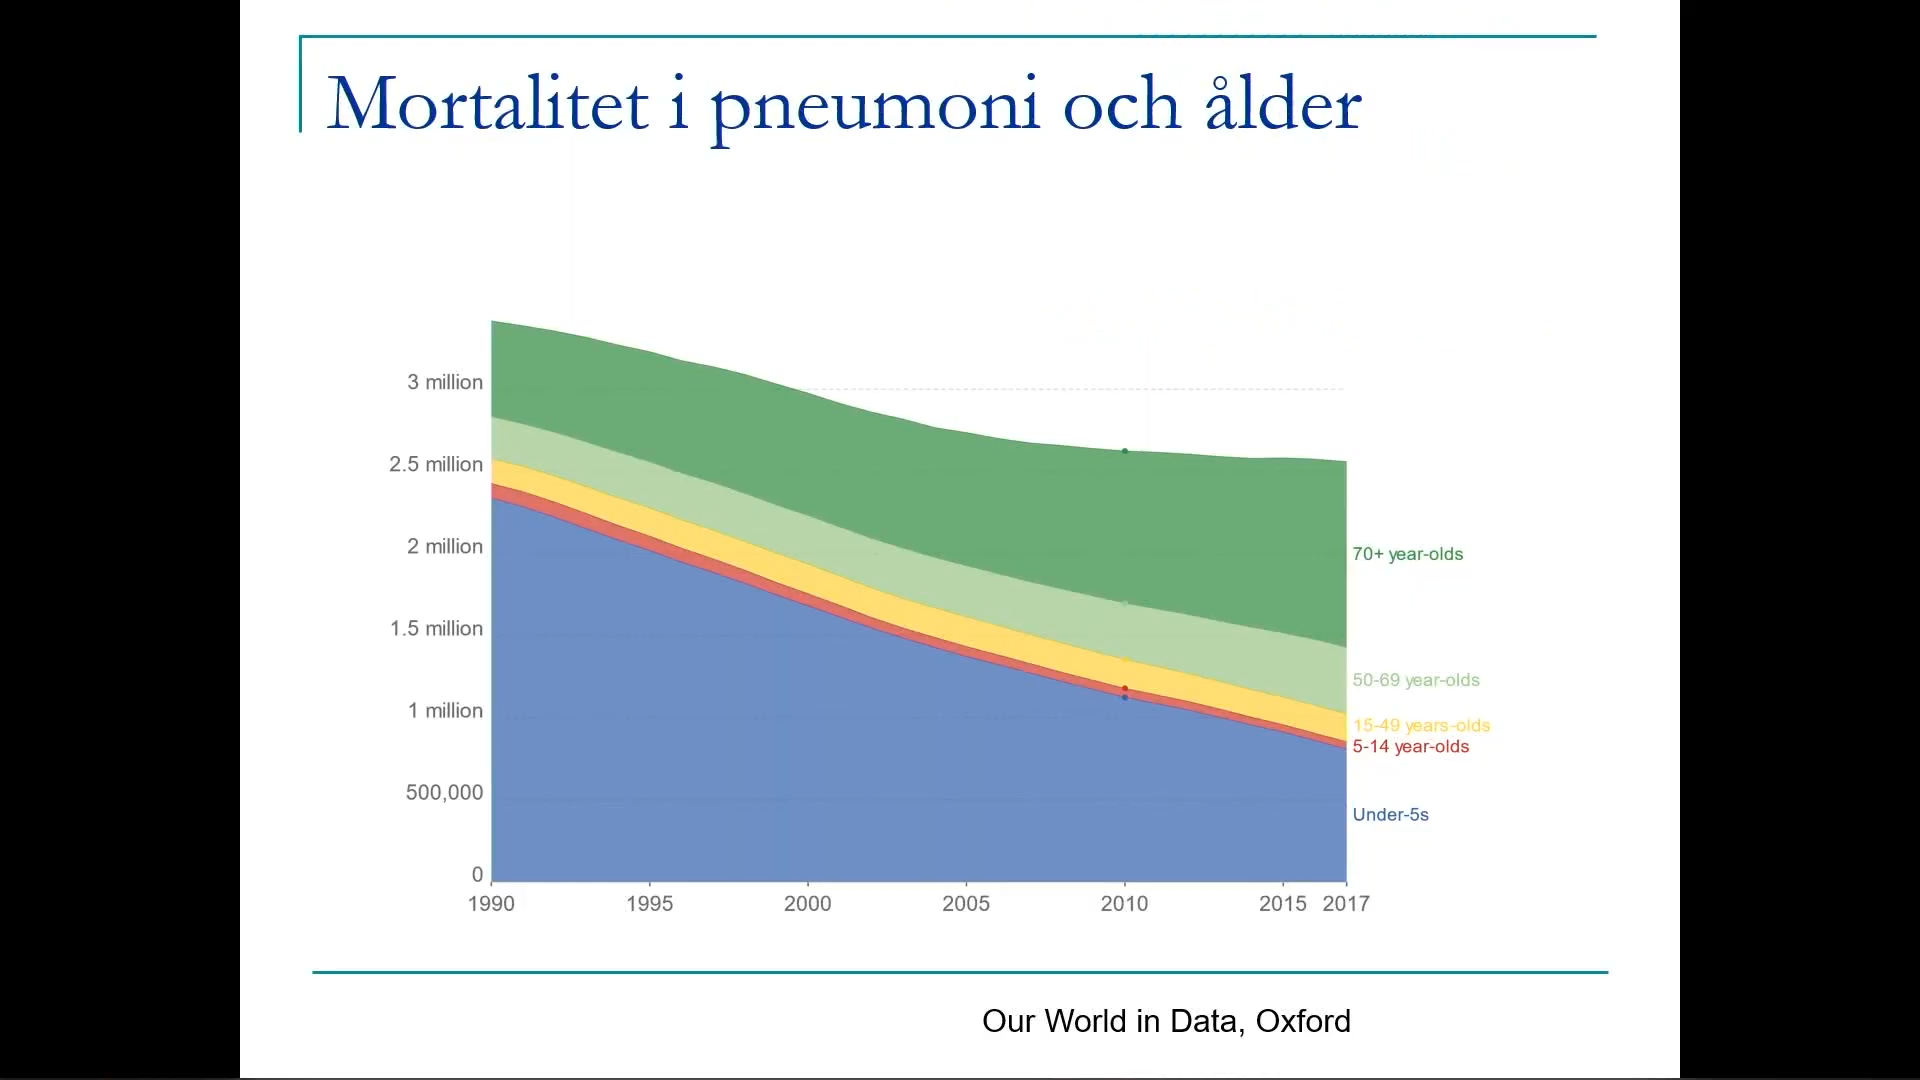 Mortalitet i pneumoni och ålder
3 million
2.5 million
2 million
1.5 million
1 million
500,000
0
1990 1995 2000 2005 2010 2015 2017
70+ year-olds
50-69 year-olds
15-49 years-olds
5-14 year-olds
Under-5s
Our World in Data, Oxford